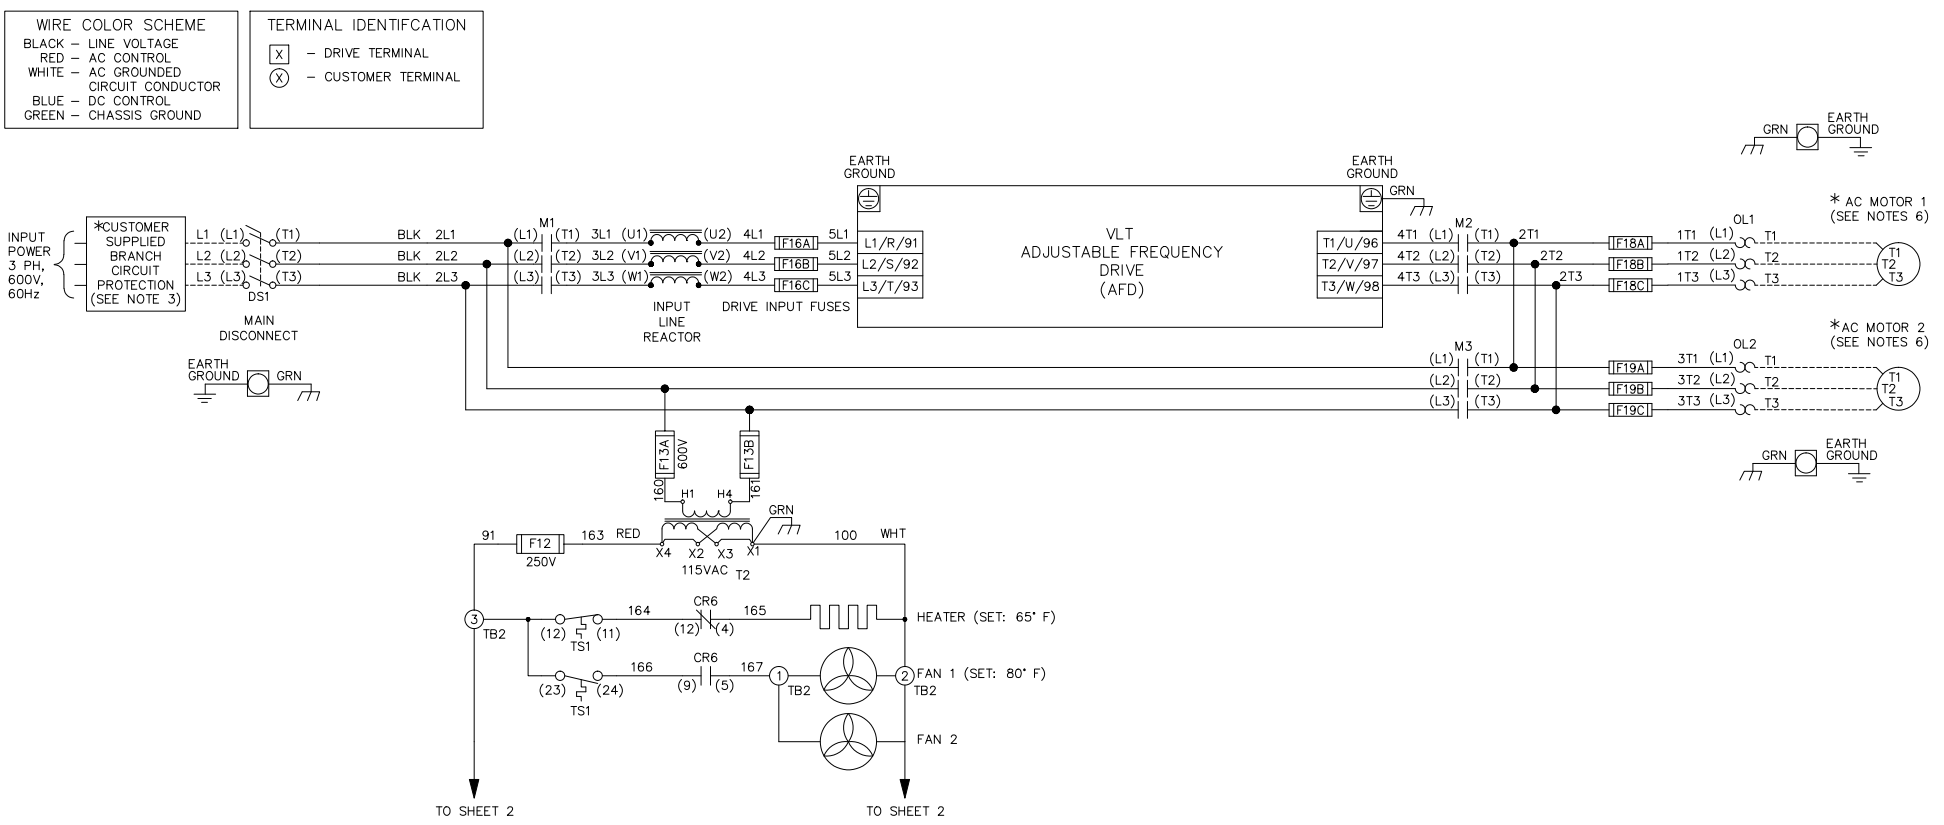 WIRE COLOR SCHEME
BLACK – LINE VOLTAGE
RED – AC CONTROL
WHITE – AC GROUNDED
CIRCUIT CONDUCTOR
BLUE – DC CONTROL
GREEN – CHASSIS GROUND
TERMINAL IDENTIFCATION
X – DRIVE TERMINAL
X – CUSTOMER TERMINAL
GRN
EARTH
GROUND
EARTH
GROUND
EARTH
GROUND
GRN
INPUT
POWER
3 PH,
600V,
60Hz
*CUSTOMER
SUPPLIED
BRANCH
CIRCUIT
PROTECTION
(SEE NOTE 3)
L1 (L1) (T1) BLK 2L1 (L1) M1 (T1) 3L1 (U1) (U2) 4L1 F16A 5L1 L1/R/91
L2 (L2) (T2) BLK 2L2 (L2) (T2) 3L2 (V1) (V2) 4L2 F16B 5L2 L2/S/92
L3 (L3) (T3) BLK 2L3 (L3) (T3) 3L3 (W1) (W2) 4L3 F16C 5L3 L3/T/93
DS1
MAIN
DISCONNECT
INPUT
LINE
REACTOR
DRIVE INPUT FUSES
VLT
ADJUSTABLE FREQUENCY
DRIVE
(AFD)
T1/U/96 4T1 (L1) M2 (T1) 2T1 F18A 1T1 (L1) OL1 T1
T2/V/97 4T2 (L2) (T2) 2T2 F18B 1T2 (L2) T2
T3/W/98 4T3 (L3) (T3) 2T3 F18C 1T3 (L3) T3
* AC MOTOR 1
(SEE NOTES 6)
T1
T2
T3
EARTH
GROUND
GRN
(L1) M3 (T1) F19A 3T1 (L1) OL2 T1
(L2) (T2) F19B 3T2 (L2) T2
(L3) (T3) F19C 3T3 (L3) T3
*AC MOTOR 2
(SEE NOTES 6)
T1
T2
T3
GRN
EARTH
GROUND
F13A
600V
F13B
160
161
H1 H4
GRN
91 F12 163 RED
250V
X4 X2 X3 X1
100 WHT
115VAC T2
3
TB2
(12) (11)
TS1
164
CR6
(12) (4)
165
HEATER (SET: 65° F)
(23) (24)
TS1
166
CR6
(9) (5)
167
1
TB2
2
TB2
FAN 1 (SET: 80° F)
FAN 2
TO SHEET 2
TO SHEET 2